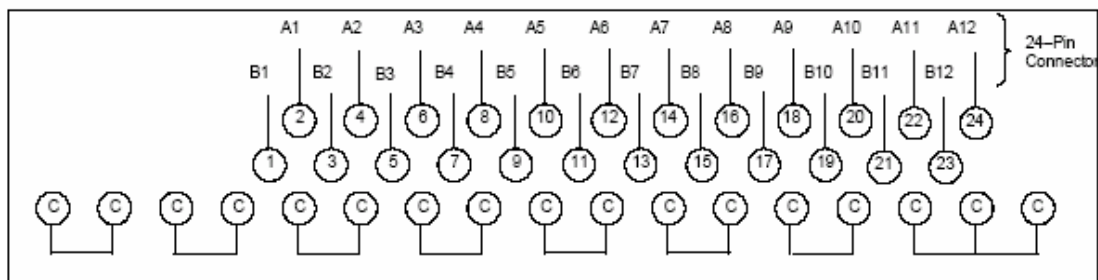 A1 A2 A3 A4 A5 A6 A7 A8 A9 A10 A11 A12
24–Pin
Connector
B1 B2 B3 B4 B5 B6 B7 B8 B9 B10 B11 B12
2 4 6 8 10 12 14 16 18 20 22 24
1 3 5 7 9 11 13 15 17 19 21 23
C C C C C C C C C C C C C C C C C